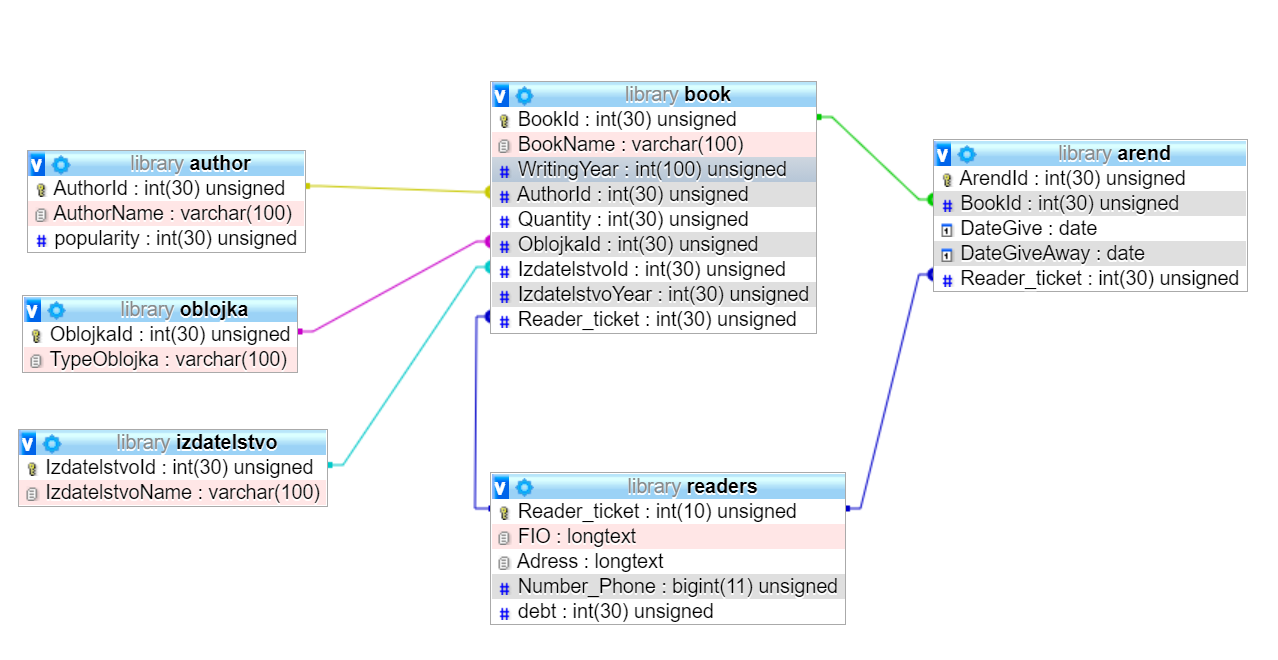 library author
AuthorId : int(30) unsigned
AuthorName : varchar(100)
popularity : int(30) unsigned
library oblojka
OblojkaId : int(30) unsigned
TypeOblojka : varchar(100)
library izdatelstvo
IzdatelstvoId : int(30) unsigned
IzdatelstvoName : varchar(100)
library book
BookId : int(30) unsigned
BookName : varchar(100)
WritingYear : int(100) unsigned
AuthorId : int(30) unsigned
Quantity : int(30) unsigned
OblojkaId : int(30) unsigned
IzdatelstvoId : int(30) unsigned
IzdatelstvoYear : int(30) unsigned
Reader_ticket : int(30) unsigned
library readers
Reader_ticket : int(10) unsigned
FIO : longtext
Adress : longtext
Number_Phone : bigint(11) unsigned
debt : int(30) unsigned
library arend
ArendId : int(30) unsigned
BookId : int(30) unsigned
DateGive : date
DateGiveAway : date
Reader_ticket : int(30) unsigned